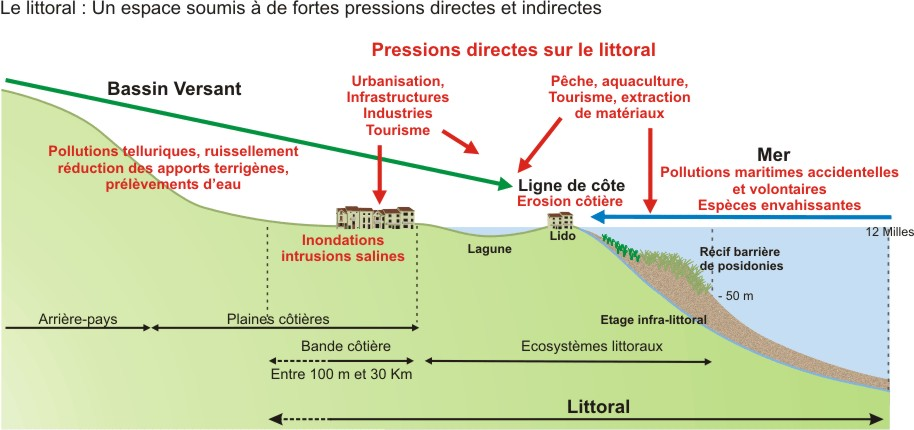 Le littoral : Un espace soumis à de fortes pressions directes et indirectes
Pressions directes sur le littoral
Bassin Versant
Urbanisation,
Infrastructures
Industries
Tourisme
Pêche, aquaculture,
Tourisme, extraction
de matériaux
Pollutions telluriques, ruissellement
réduction des apports terrigènes,
prélèvements d'eau
Mer
Pollutions maritimes accidentelles
et volontaires
Espèces envahissantes
Ligne de côte
Erosion côtière
12 Milles
Inondations
intrusions salines
Lagune
Lido
Récif barrière
de posidonies
- 50 m
Etage infra-littoral
Arrière-pays
Plaines côtières
Bande côtière
Entre 100 m et 30 Km
Ecosystèmes littoraux
Littoral